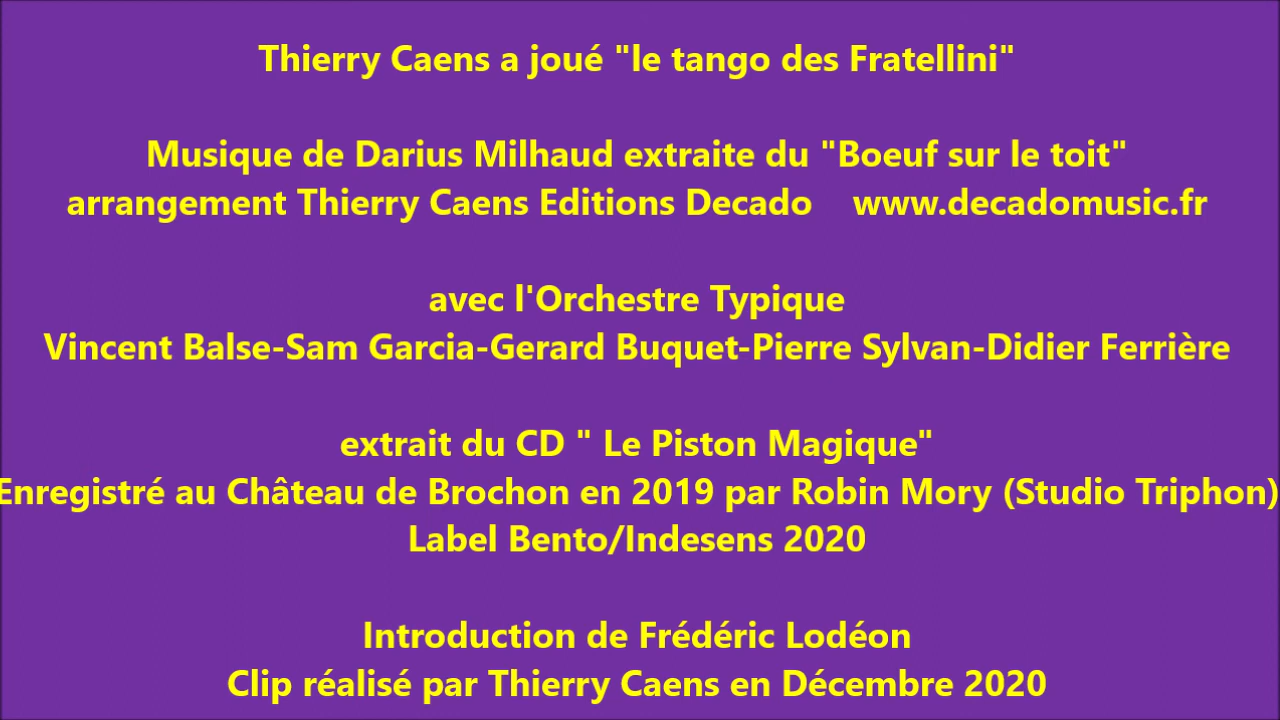 Thierry Caens a joué "le tango des Fratellini"
Musique de Darius Milhaud extraite du "Boeuf sur le toit"
arrangement Thierry Caens Editions Decado    www.decadomusic.fr
avec l'Orchestre Typique
Vincent Balse-Sam Garcia-Gerard Buquet-Pierre Sylvan-Didier Ferrière
extrait du CD " Le Piston Magique"
Enregistré au Château de Brochon en 2019 par Robin Mory (Studio Triphon)
Label Bento/Indesens 2020
Introduction de Frédéric Lodéon
Clip réalisé par Thierry Caens en Décembre 2020